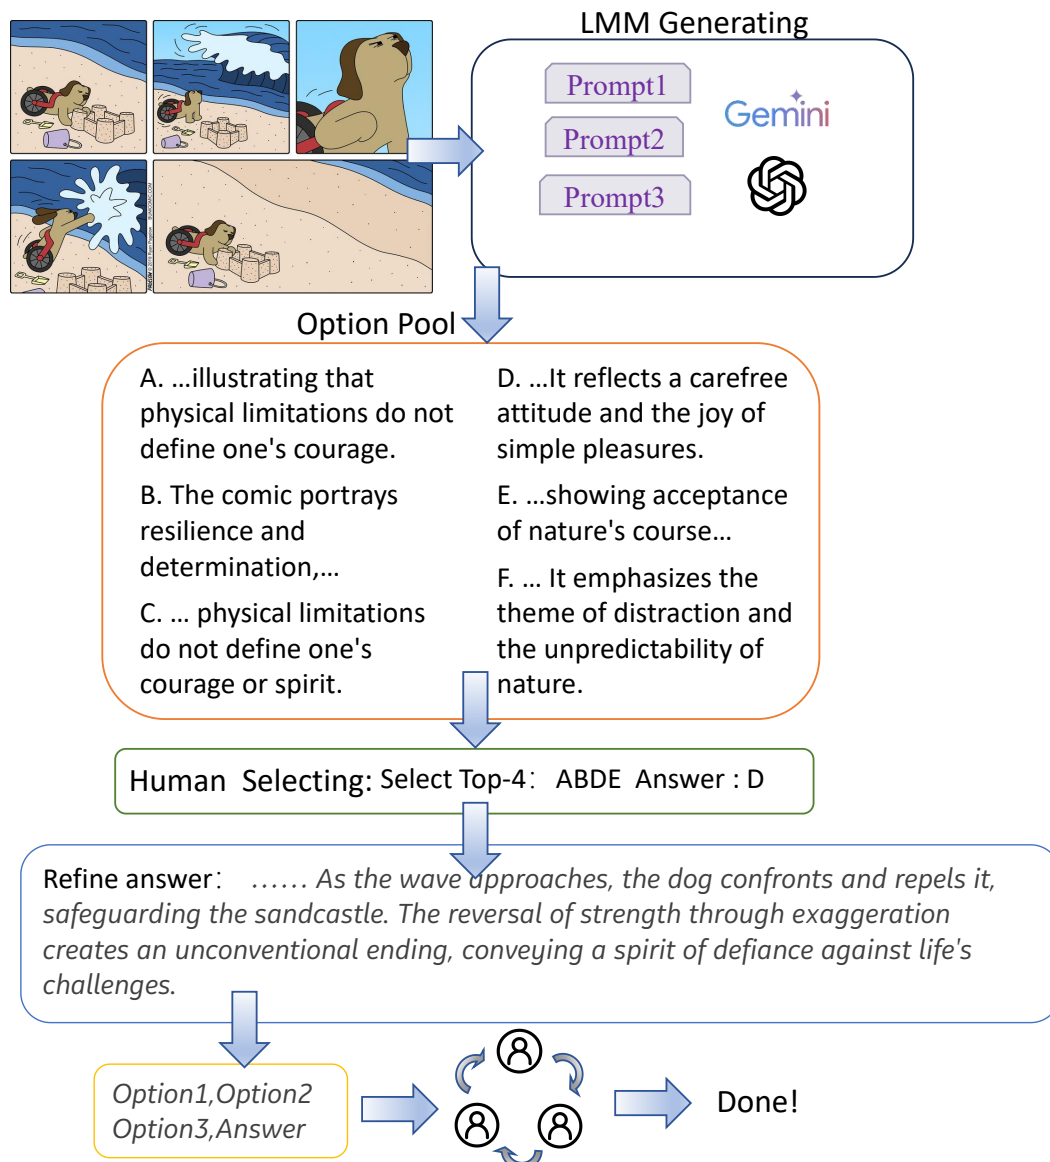 LMM Generating
Prompt1
Prompt2
Prompt3
Gemini
Option Pool
A. ...illustrating that
physical limitations do not
define one's courage.
B. The comic portrays
resilience and
determination,...
C. ... physical limitations
do not define one's
courage or spirit.
D. ...It reflects a carefree
attitude and the joy of
simple pleasures.
E. ...showing acceptance
of nature's course...
F. ... It emphasizes the
theme of distraction and
the unpredictability of
nature.
Human Selecting: Select Top-4： ABDE Answer : D
Refine answer： ...... As the wave approaches, the dog confronts and repels it,
safeguarding the sandcastle. The reversal of strength through exaggeration
creates an unconventional ending, conveying a spirit of defiance against life's
challenges.
Option1,Option2
Option3,Answer
Done!